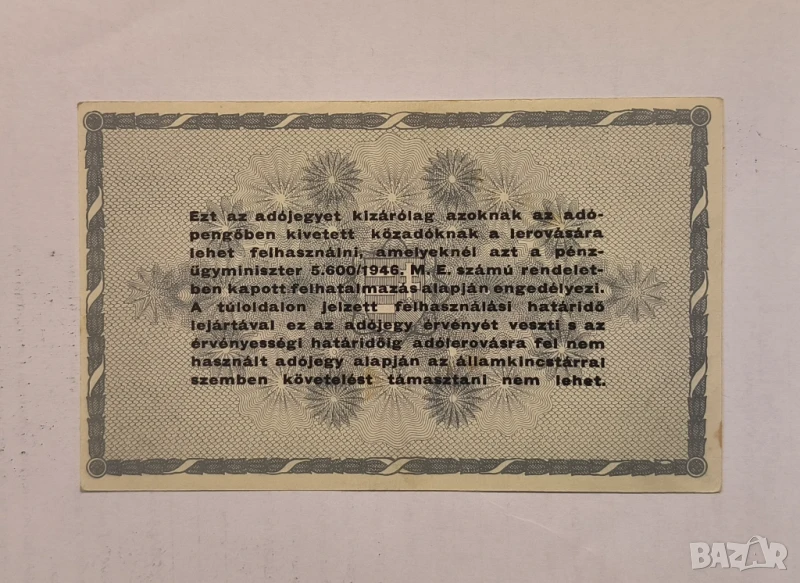 Ezt az adójegyet kizárólag azoknak az adó-
pengőben kivetett közadóknak a lerovására
lehet felhasználni, amelyeknél azt a pénz-
ügyminiszter 5.600/1946. M. E. számú rendelet-
ben kapott felhatalmazás alapján engedélyezi.
A túloldalon jelzett felhasználási határidő
lejártával ez az adójegy érvényét veszti s az
érvényességi határidőig adólerovásra fel nem
használt adójegy alapján az államkincstárral
szemben követelést támasztani nem lehet.
BAZAR